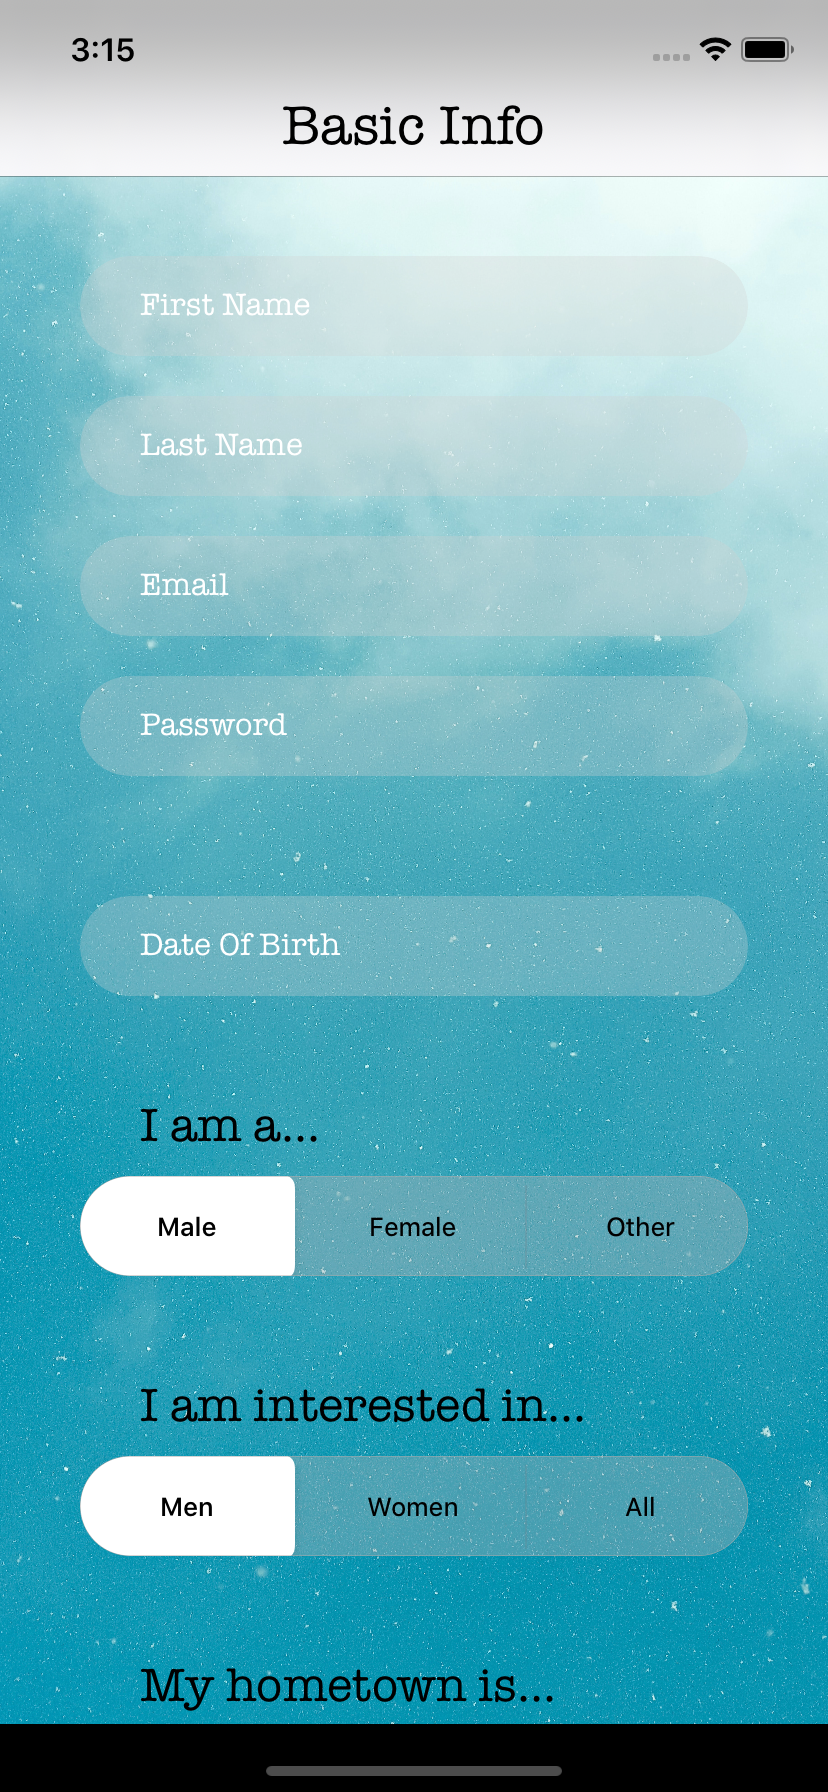 3:15
Basic Info
First Name
Last Name
Email
Password
Date Of Birth
I am a...
Male Female Other
I am interested in...
Men Women All
My hometown is...